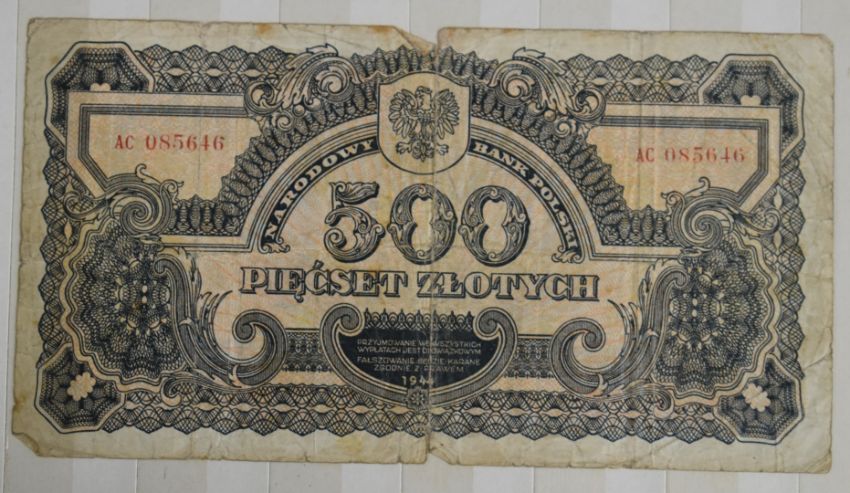 AC 085646
AC 085646
NARODOWY BANK POLSKI
500
PIĘĆSET ZŁOTYCH
PRZYJMOWANIE WE WSZYSTKICH
WYPŁATACH JEST OBOWIĄZKOWYM
FAŁSZOWANIE BĘDZIE KARANE
ZGODNIE Z PRAWEM
1944